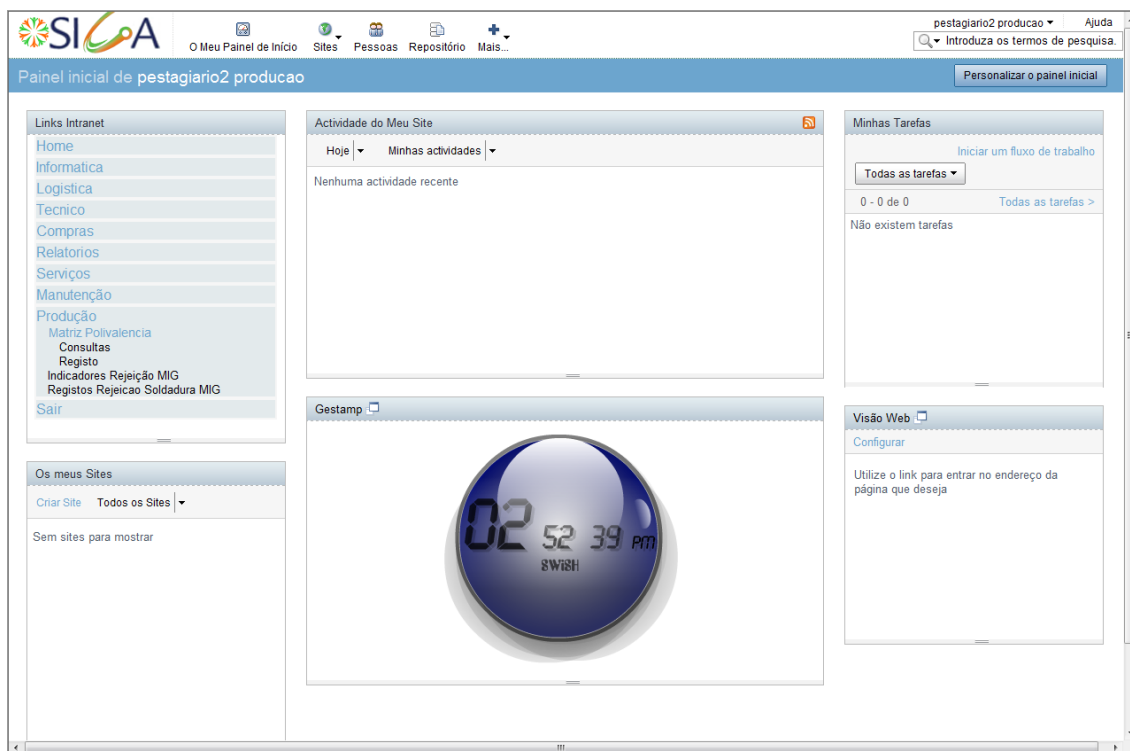 SIGA
O Meu Painel de Início Sites Pessoas Repositório Mais...
pestagiario2 producao Ajuda
Introduza os termos de pesquisa.
Painel inicial de pestagiario2 producao
Personalizar o painel inicial
Links Intranet
Home
Informatica
Logistica
Tecnico
Compras
Relatorios
Serviços
Manutenção
Produção
Matriz Polivalencia
Consultas
Registo
Indicadores Rejeição MIG
Registos Rejeicao Soldadura MIG
Sair
Os meus Sites
Criar Site Todos os Sites
Sem sites para mostrar
Actividade do Meu Site
Hoje Minhas actividades
Nenhuma actividade recente
Gestamp
02 52 39 PM
SWiSH
Minhas Tarefas
Iniciar um fluxo de trabalho
Todas as tarefas
0 - 0 de 0 Todas as tarefas >
Não existem tarefas
Visão Web
Configurar
Utilize o link para entrar no endereço da
página que deseja